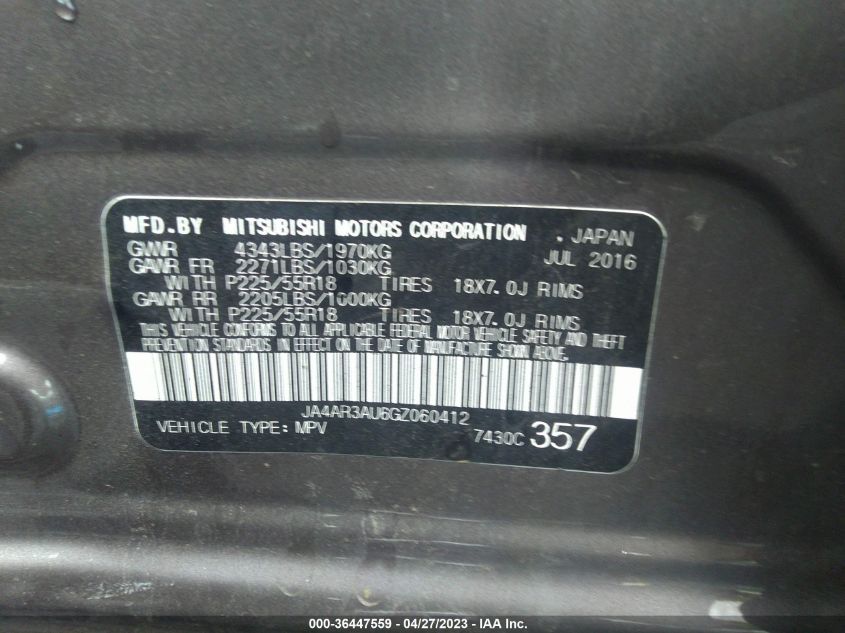 MFD.BY MITSUBISHI MOTORS CORPORATION , JAPAN
GVWR 4343LBS/1970KG JUL 2016
GAWR FR 2271LBS/1030KG
WITH P225/55R18 TIRES 18X7.0J RIMS
GAWR RR 2205LBS/1000KG
WITH P225/55R18 TIRES 18X7.0J RIMS
THIS VEHICLE CONFORMS TO ALL APPLICABLE FEDERAL MOTOR VEHICLE SAFETY AND THEFT
PREVENTION STANDARDS IN EFFECT ON THE DATE OF MANUFACTURE SHOWN ABOVE.
JA4AR3AU6GZ060412
VEHICLE TYPE: MPV 7430C 357
000-36447559 - 04/27/2023 - IAA Inc.